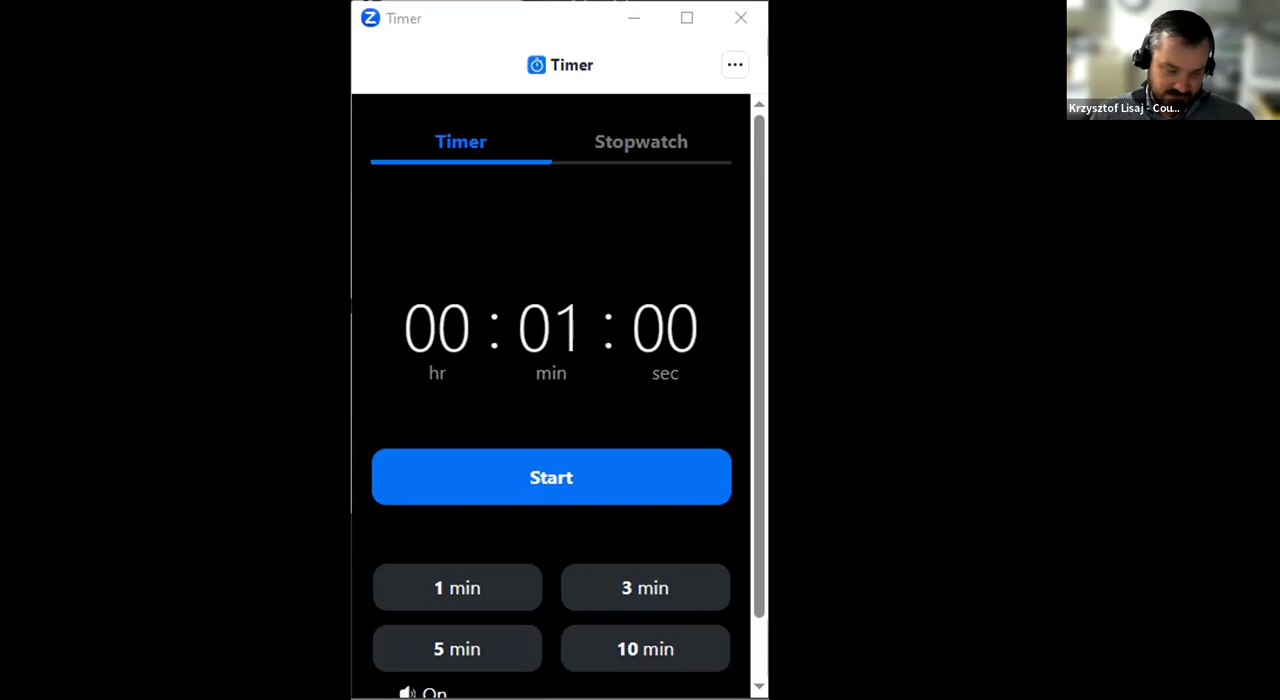 Timer
Timer
Timer Stopwatch
00 : 01 : 00
hr min sec
Start
1 min 3 min
5 min 10 min
On
Krzysztof Lisaj - Cou...